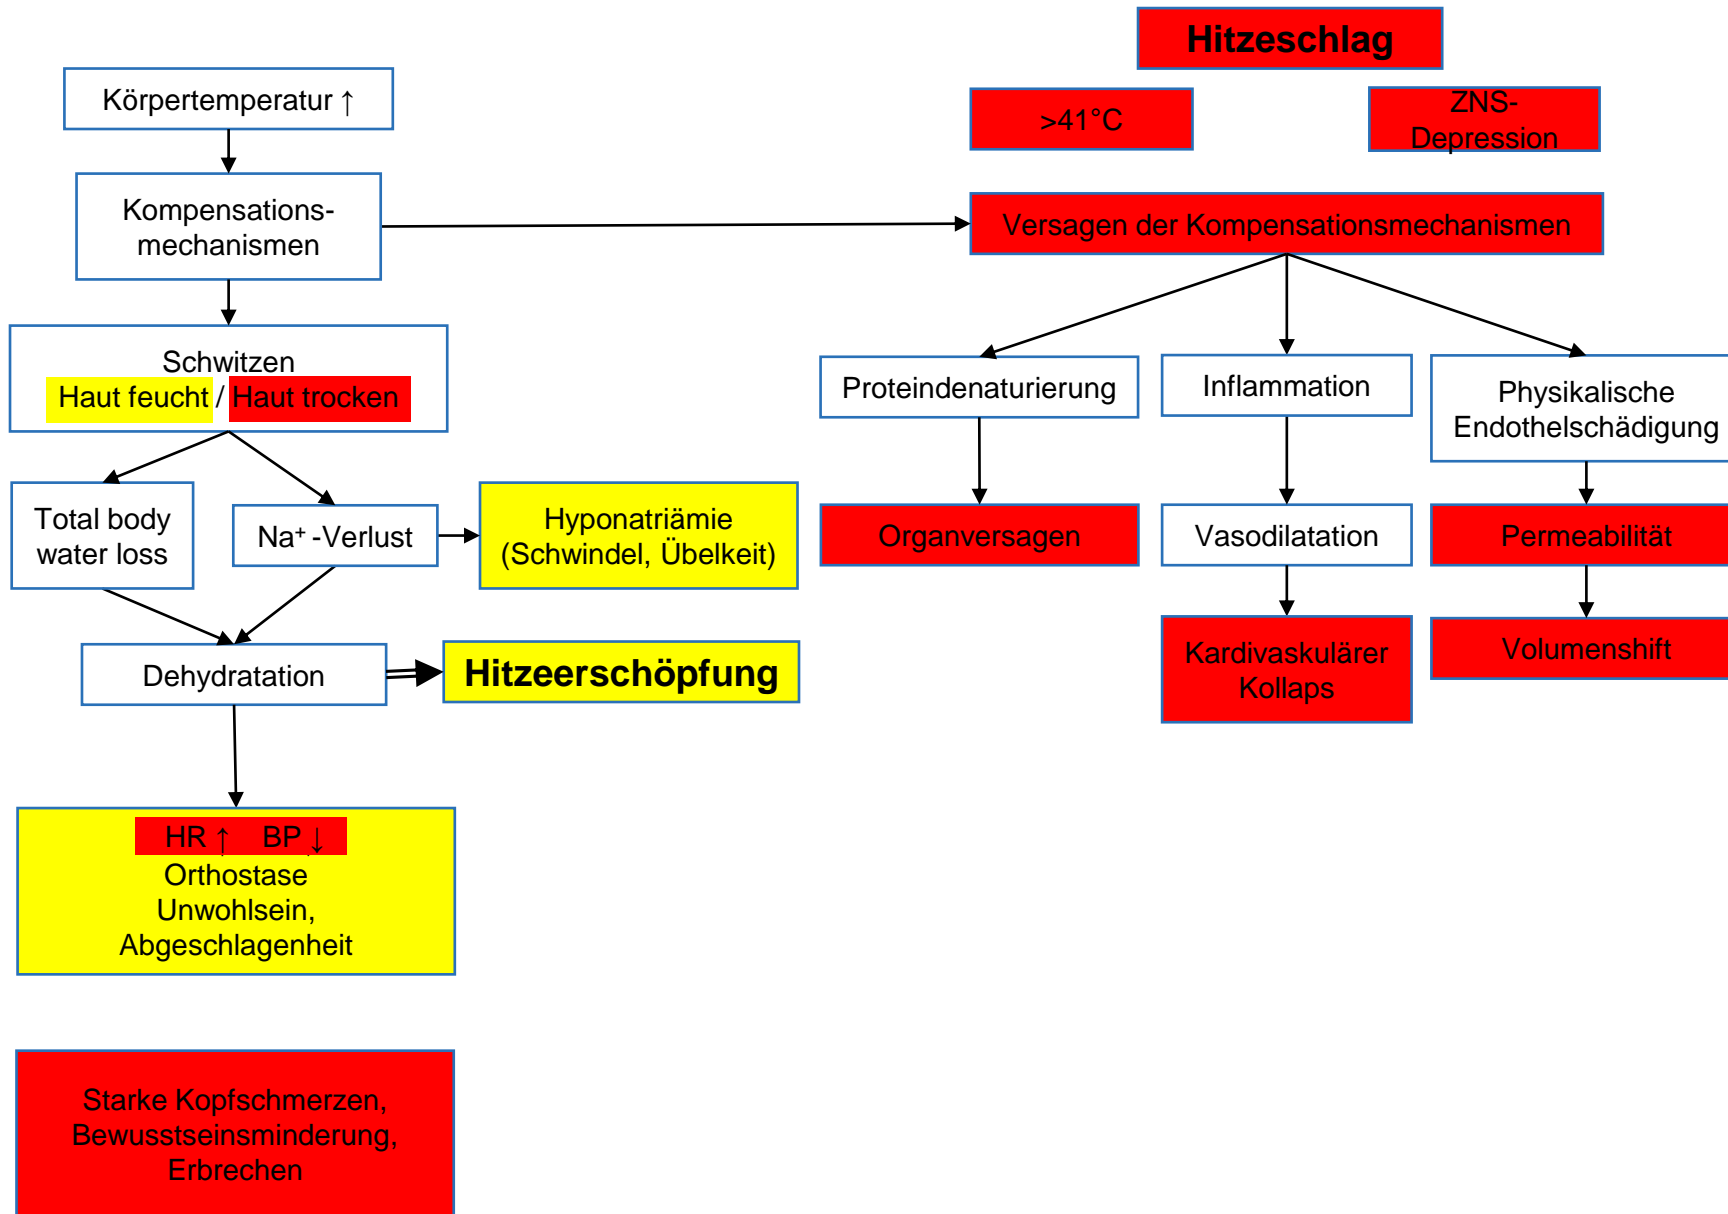 Hitzeschlag
Körpertemperatur ↑
>41°C
ZNS-
Depression
Kompensations-
mechanismen
Versagen der Kompensationsmechanismen
Schwitzen
Haut feucht / Haut trocken
Proteindenaturierung
Inflammation
Physikalische
Endothelschädigung
Total body
water loss
Na⁺ -Verlust
Hyponatriämie
(Schwindel, Übelkeit)
Organversagen
Vasodilatation
Permeabilität
Dehydratation
Hitzeerschöpfung
Kardivaskulärer
Kollaps
Volumenshift
HR ↑ BP ↓
Orthostase
Unwohlsein,
Abgeschlagenheit
Starke Kopfschmerzen,
Bewusstseinsminderung,
Erbrechen